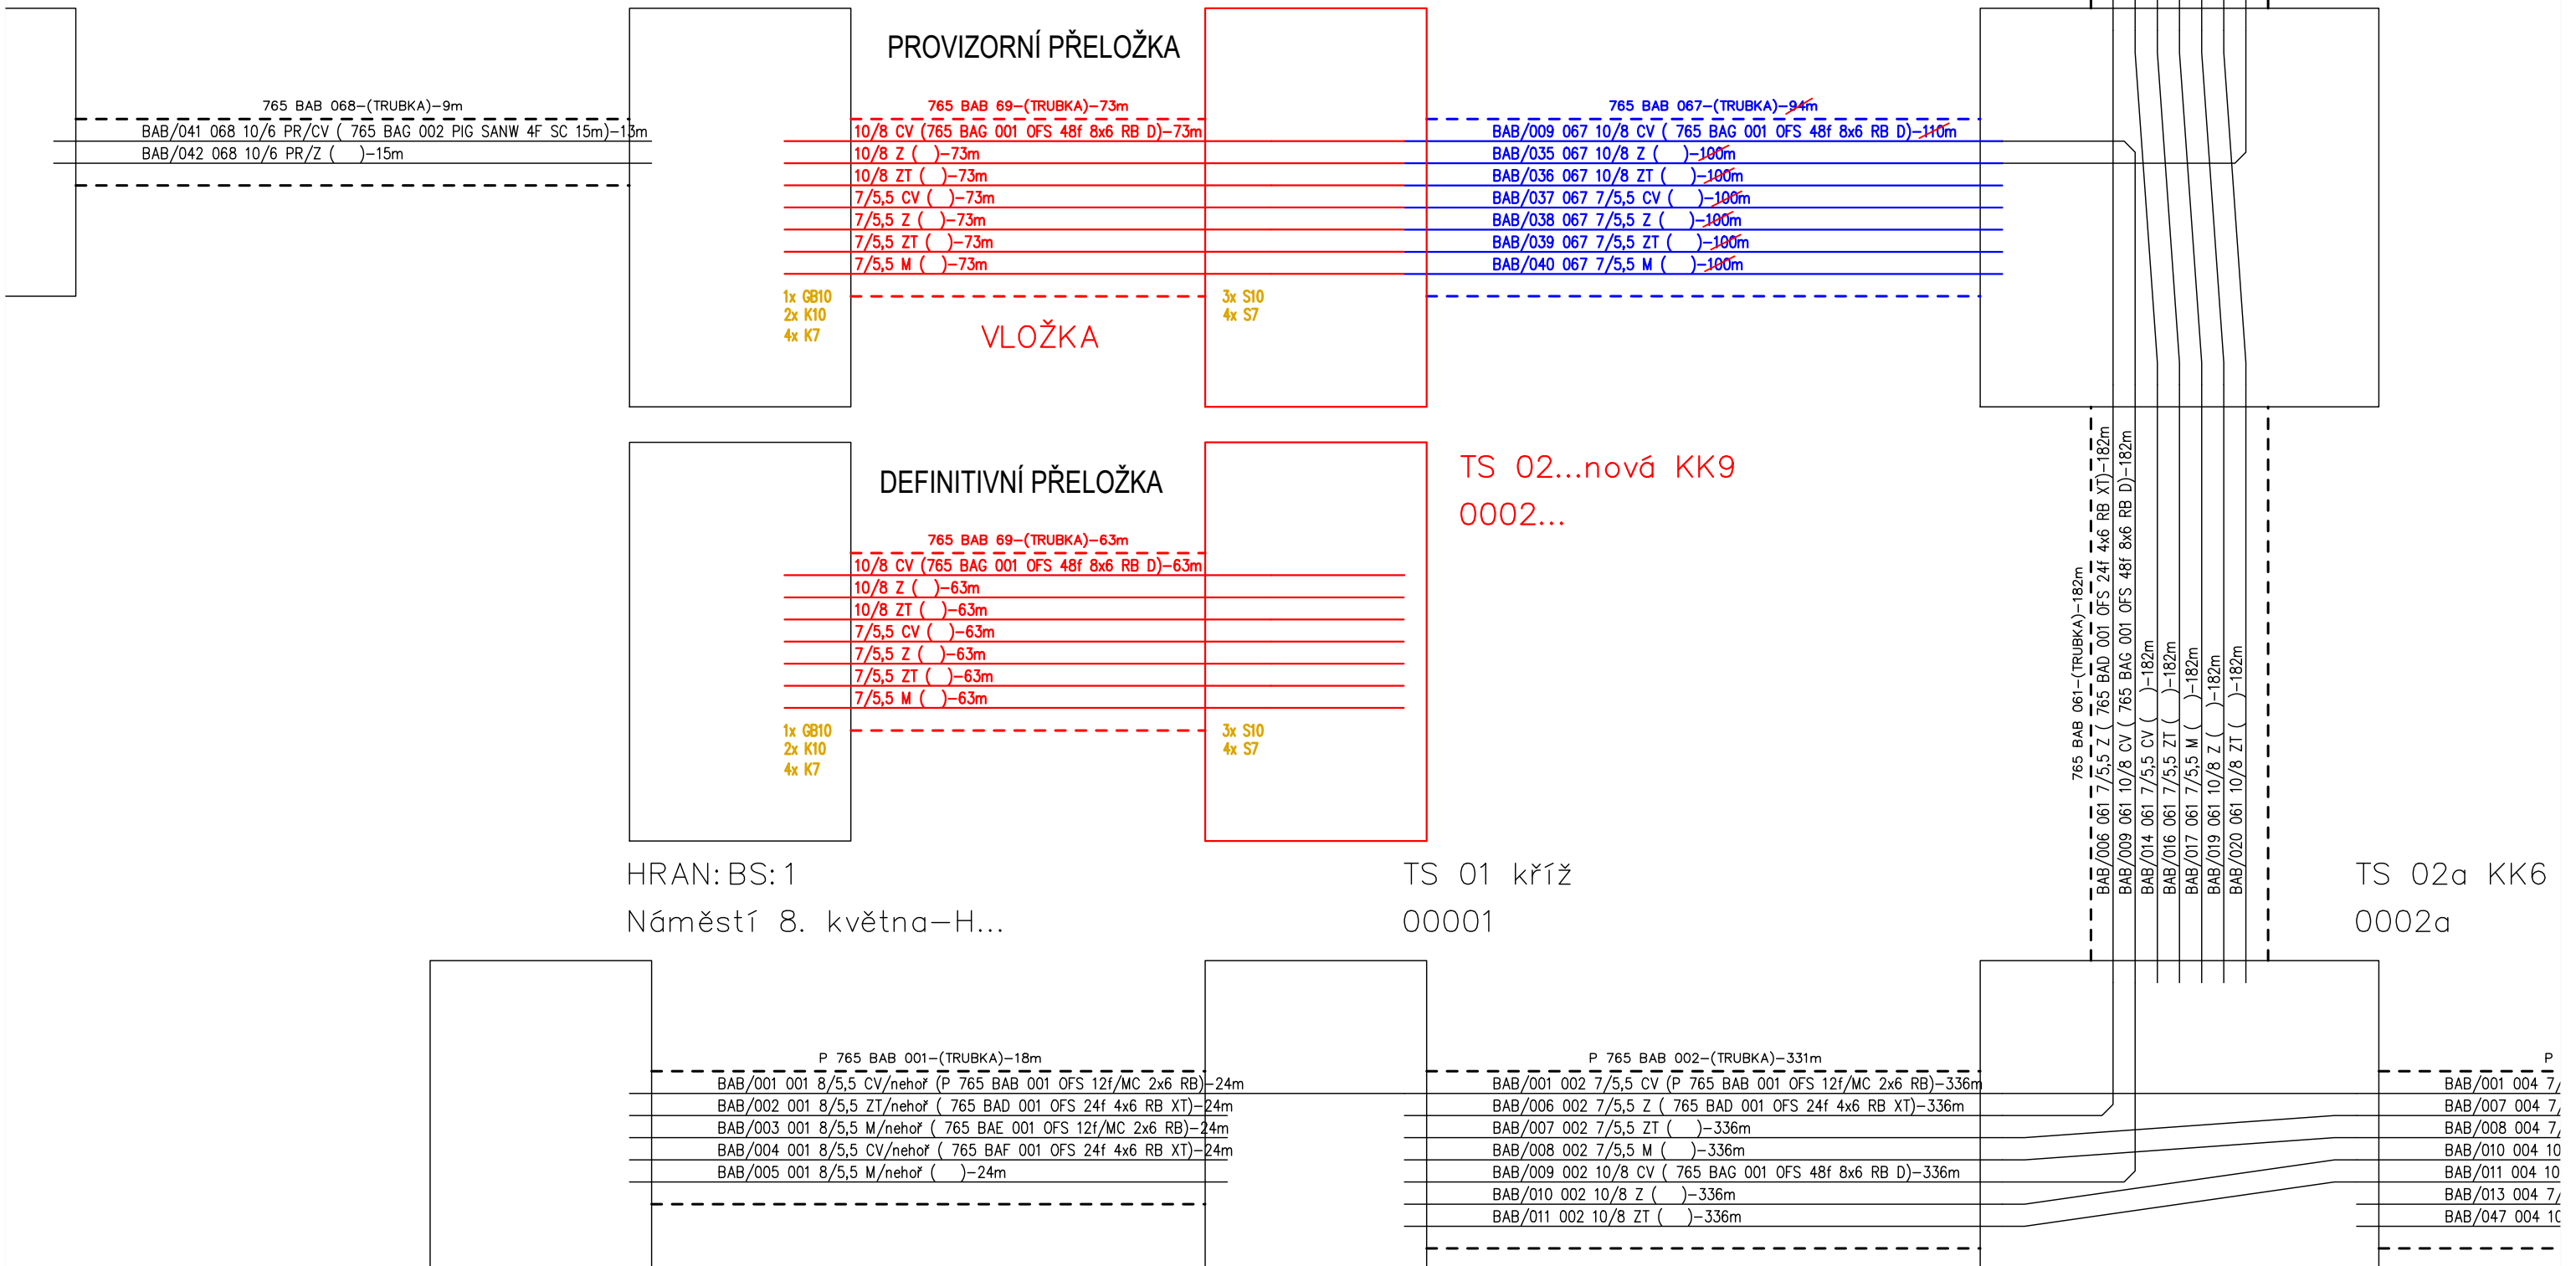 PROVIZORNÍ PŘELOŽKA
765 BAB 068-(TRUBKA)-9m
BAB/041 068 10/6 PR/CV ( 765 BAG 002 PIG SANW 4F SC 15m)-13m
BAB/042 068 10/6 PR/Z (   )-15m
765 BAB 69-(TRUBKA)-73m
10/8 CV (765 BAG 001 OFS 48f 8x6 RB D)-73m
10/8 Z (   )-73m
10/8 ZT (   )-73m
7/5,5 CV (   )-73m
7/5,5 Z (   )-73m
7/5,5 ZT (   )-73m
7/5,5 M (   )-73m
1x GB10
2x K10
4x K7
3x S10
4x S7
VLOŽKA
765 BAB 067-(TRUBKA)-94m
BAB/009 067 10/8 CV ( 765 BAG 001 OFS 48f 8x6 RB D)-110m
BAB/035 067 10/8 Z (   )-100m
BAB/036 067 10/8 ZT (   )-100m
BAB/037 067 7/5,5 CV (   )-100m
BAB/038 067 7/5,5 Z (   )-100m
BAB/039 067 7/5,5 ZT (   )-100m
BAB/040 067 7/5,5 M (   )-100m
DEFINITIVNÍ PŘELOŽKA
765 BAB 69-(TRUBKA)-63m
10/8 CV (765 BAG 001 OFS 48f 8x6 RB D)-63m
10/8 Z (   )-63m
10/8 ZT (   )-63m
7/5,5 CV (   )-63m
7/5,5 Z (   )-63m
7/5,5 ZT (   )-63m
7/5,5 M (   )-63m
1x GB10
2x K10
4x K7
3x S10
4x S7
TS 02...nová KK9
0002...
765 BAB 061-(TRUBKA)-182m
BAB/006 061 7/5,5 Z ( 765 BAD 001 OFS 24f 4x6 RB XT)-182m
BAB/009 061 10/8 CV ( 765 BAG 001 OFS 48f 8x6 RB D)-182m
BAB/014 061 7/5,5 CV (   )-182m
BAB/016 061 7/5,5 ZT (   )-182m
BAB/017 061 7/5,5 M (   )-182m
BAB/019 061 10/8 Z (   )-182m
BAB/020 061 10/8 ZT (   )-182m
HRAN:BS:1
Náměstí 8. května-H...
TS 01 kříž
00001
TS 02a KK6
0002a
P 765 BAB 001-(TRUBKA)-18m
BAB/001 001 8/5,5 CV/nehoř (P 765 BAB 001 OFS 12f/MC 2x6 RB)-24m
BAB/002 001 8/5,5 ZT/nehoř ( 765 BAD 001 OFS 24f 4x6 RB XT)-24m
BAB/003 001 8/5,5 M/nehoř ( 765 BAE 001 OFS 12f/MC 2x6 RB)-24m
BAB/004 001 8/5,5 CV/nehoř ( 765 BAF 001 OFS 24f 4x6 RB XT)-24m
BAB/005 001 8/5,5 M/nehoř (   )-24m
P 765 BAB 002-(TRUBKA)-331m
BAB/001 002 7/5,5 CV (P 765 BAB 001 OFS 12f/MC 2x6 RB)-336m
BAB/006 002 7/5,5 Z ( 765 BAD 001 OFS 24f 4x6 RB XT)-336m
BAB/007 002 7/5,5 ZT (   )-336m
BAB/008 002 7/5,5 M (   )-336m
BAB/009 002 10/8 CV ( 765 BAG 001 OFS 48f 8x6 RB D)-336m
BAB/010 002 10/8 Z (   )-336m
BAB/011 002 10/8 ZT (   )-336m
P
BAB/001 004 7/
BAB/007 004 7/
BAB/008 004 7/
BAB/010 004 10
BAB/011 004 10
BAB/013 004 7/
BAB/047 004 10